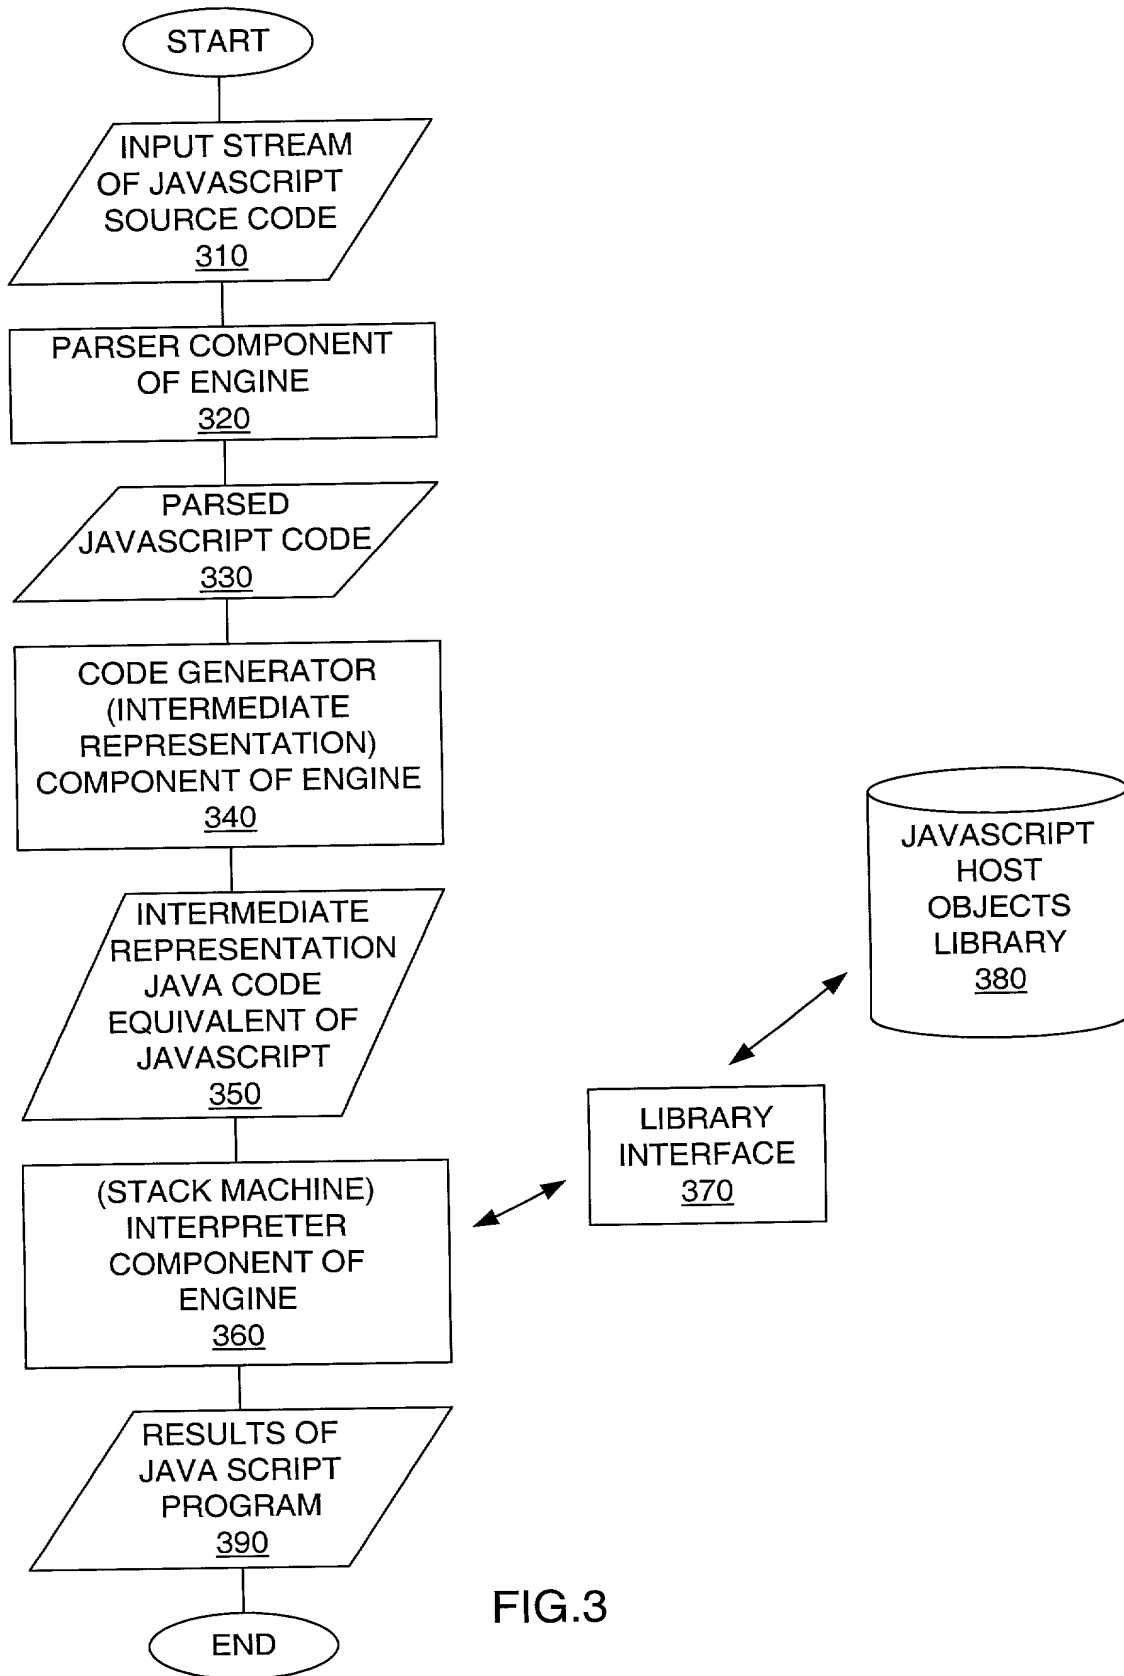 START
INPUT STREAM
OF JAVASCRIPT
SOURCE CODE
310
PARSER COMPONENT
OF ENGINE
320
PARSED
JAVASCRIPT CODE
330
CODE GENERATOR
(INTERMEDIATE
REPRESENTATION)
COMPONENT OF ENGINE
340
INTERMEDIATE
REPRESENTATION
JAVA CODE
EQUIVALENT OF
JAVASCRIPT
350
(STACK MACHINE)
INTERPRETER
COMPONENT OF
ENGINE
360
LIBRARY
INTERFACE
370
JAVASCRIPT
HOST
OBJECTS
LIBRARY
380
RESULTS OF
JAVA SCRIPT
PROGRAM
390
END
FIG.3